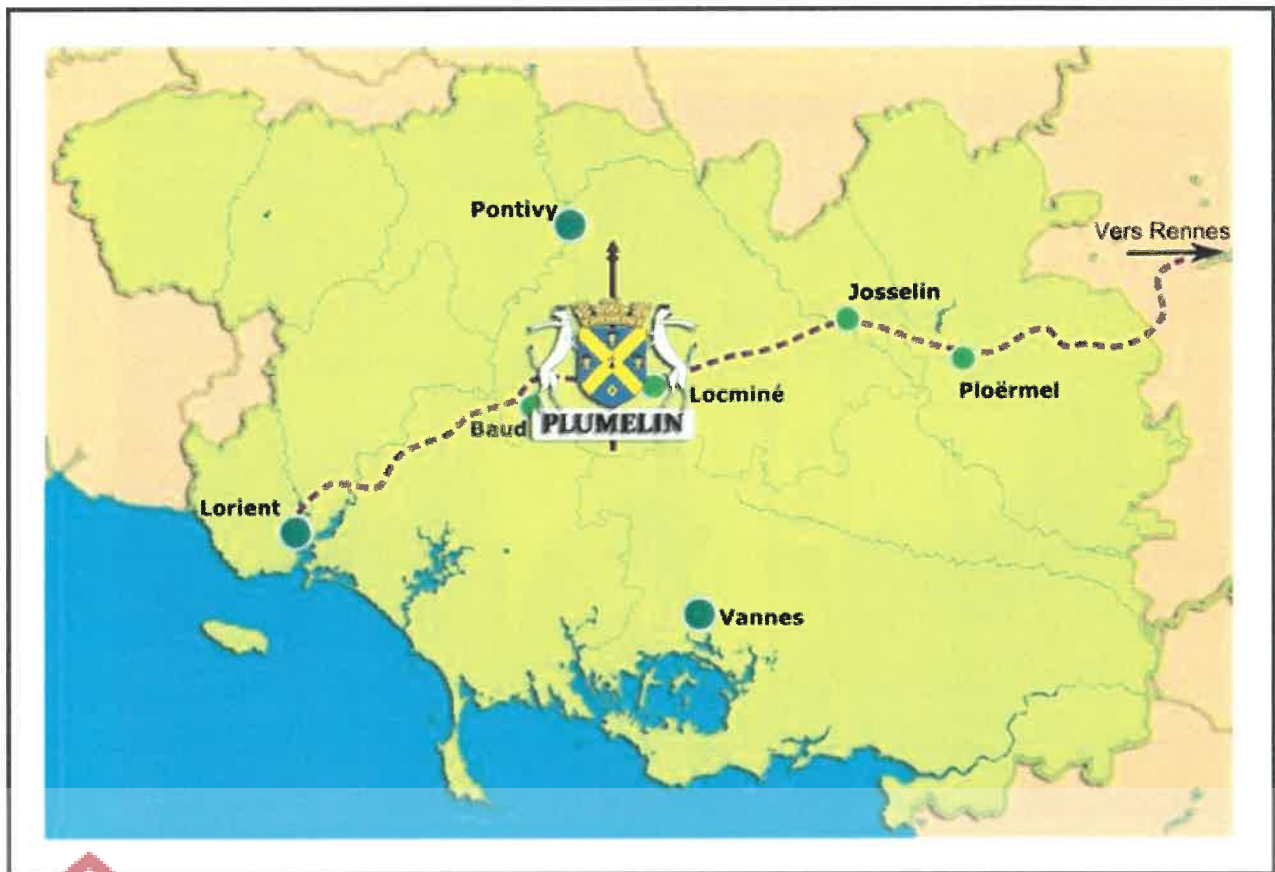 Pontivy
Vers Rennes
Josselin
Ploërmel
Locminé
Baud
PLUMELIN
Lorient
Vannes